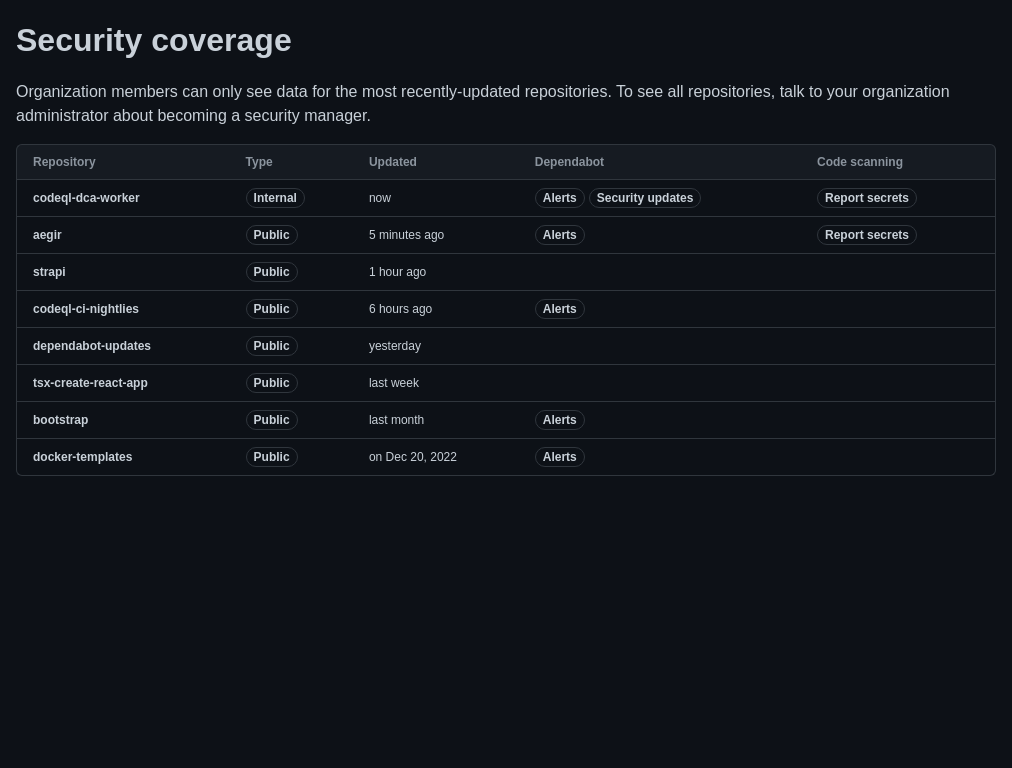 Security coverage
Organization members can only see data for the most recently-updated repositories. To see all repositories, talk to your organization
administrator about becoming a security manager.
Repository Type Updated Dependabot Code scanning
codeql-dca-worker Internal now Alerts Security updates Report secrets
aegir Public 5 minutes ago Alerts Report secrets
strapi Public 1 hour ago
codeql-ci-nightlies Public 6 hours ago Alerts
dependabot-updates Public yesterday
tsx-create-react-app Public last week
bootstrap Public last month Alerts
docker-templates Public on Dec 20, 2022 Alerts